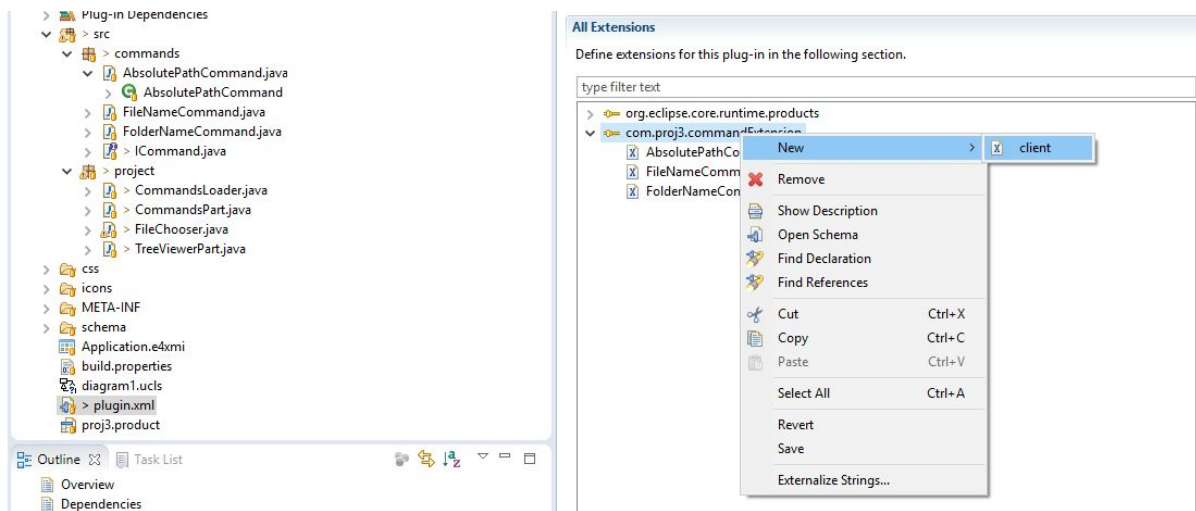 > Plug-in Dependencies
> src
> commands
AbsolutePathCommand.java
AbsolutePathCommand
FileNameCommand.java
FolderNameCommand.java
> ICommand.java
> project
> CommandsLoader.java
> CommandsPart.java
> FileChooser.java
> TreeViewerPart.java
css
icons
META-INF
schema
Application.e4xmi
build.properties
diagram1.ucls
> plugin.xml
proj3.product
Outline
Task List
Overview
Dependencies
All Extensions
Define extensions for this plug-in in the following section.
type filter text
org.eclipse.core.runtime.products
com.proj3.commandExtension
AbsolutePathCo
FileNameComm
FolderNameCon
New > client
Remove
Show Description
Open Schema
Find Declaration
Find References
Cut Ctrl+X
Copy Ctrl+C
Paste Ctrl+V
Select All Ctrl+A
Revert
Save
Externalize Strings...